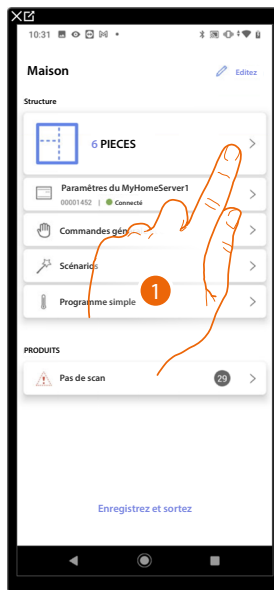 10:31
Maison
Editez
Structure
6 PIECES
Paramètres du MyHomeServer1
00001452 | Connecté
Commandes gén
Scénarios
1
Programme simple
PRODUITS
Pas de scan 29
Enregistrez et sortez